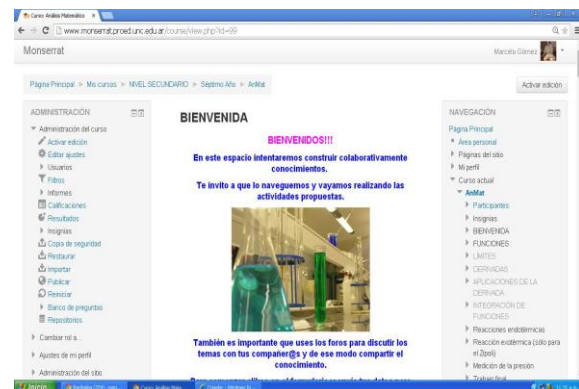 Curso: Análisis Matemático
www.monserrat.proed.unc.edu.ar/course/view.php?id=99
Monserrat
Marcelo Gómez
Página Principal ► Mis cursos ► NIVEL SECUNDARIO ► Séptimo Año ► AnMat
Activar edición
ADMINISTRACIÓN
Administración del curso
Activar edición
Editar ajustes
Usuarios
Filtros
Informes
Calificaciones
Resultados
Insignias
Copia de seguridad
Restaurar
Importar
Publicar
Reiniciar
Banco de preguntas
Repositorios
Cambiar rol a...
Ajustes de mi perfil
Administración del sitio
BIENVENIDA
BIENVENIDOS!!!
En este espacio intentaremos construir colaborativamente
conocimientos.
Te invito a que lo naveguemos y vayamos realizando las
actividades propuestas.
También es importante que uses los foros para discutir los
temas con tus compañer@s y de ese modo compartir el
conocimiento.
NAVEGACIÓN
Página Principal
Área personal
Páginas del sitio
Mi perfil
Curso actual
AnMat
Participantes
Insignias
BIENVENIDA
FUNCIONES
LÍMITES
DERIVADAS
APLICACIONES DE LA
DERIVADA
INTEGRACIÓN DE
FUNCIONES
Reacciones endotérmicas
Reacción exotérmica (sólo para
el Zípoli)
Medición de la presión
Trabajo final
Inicio